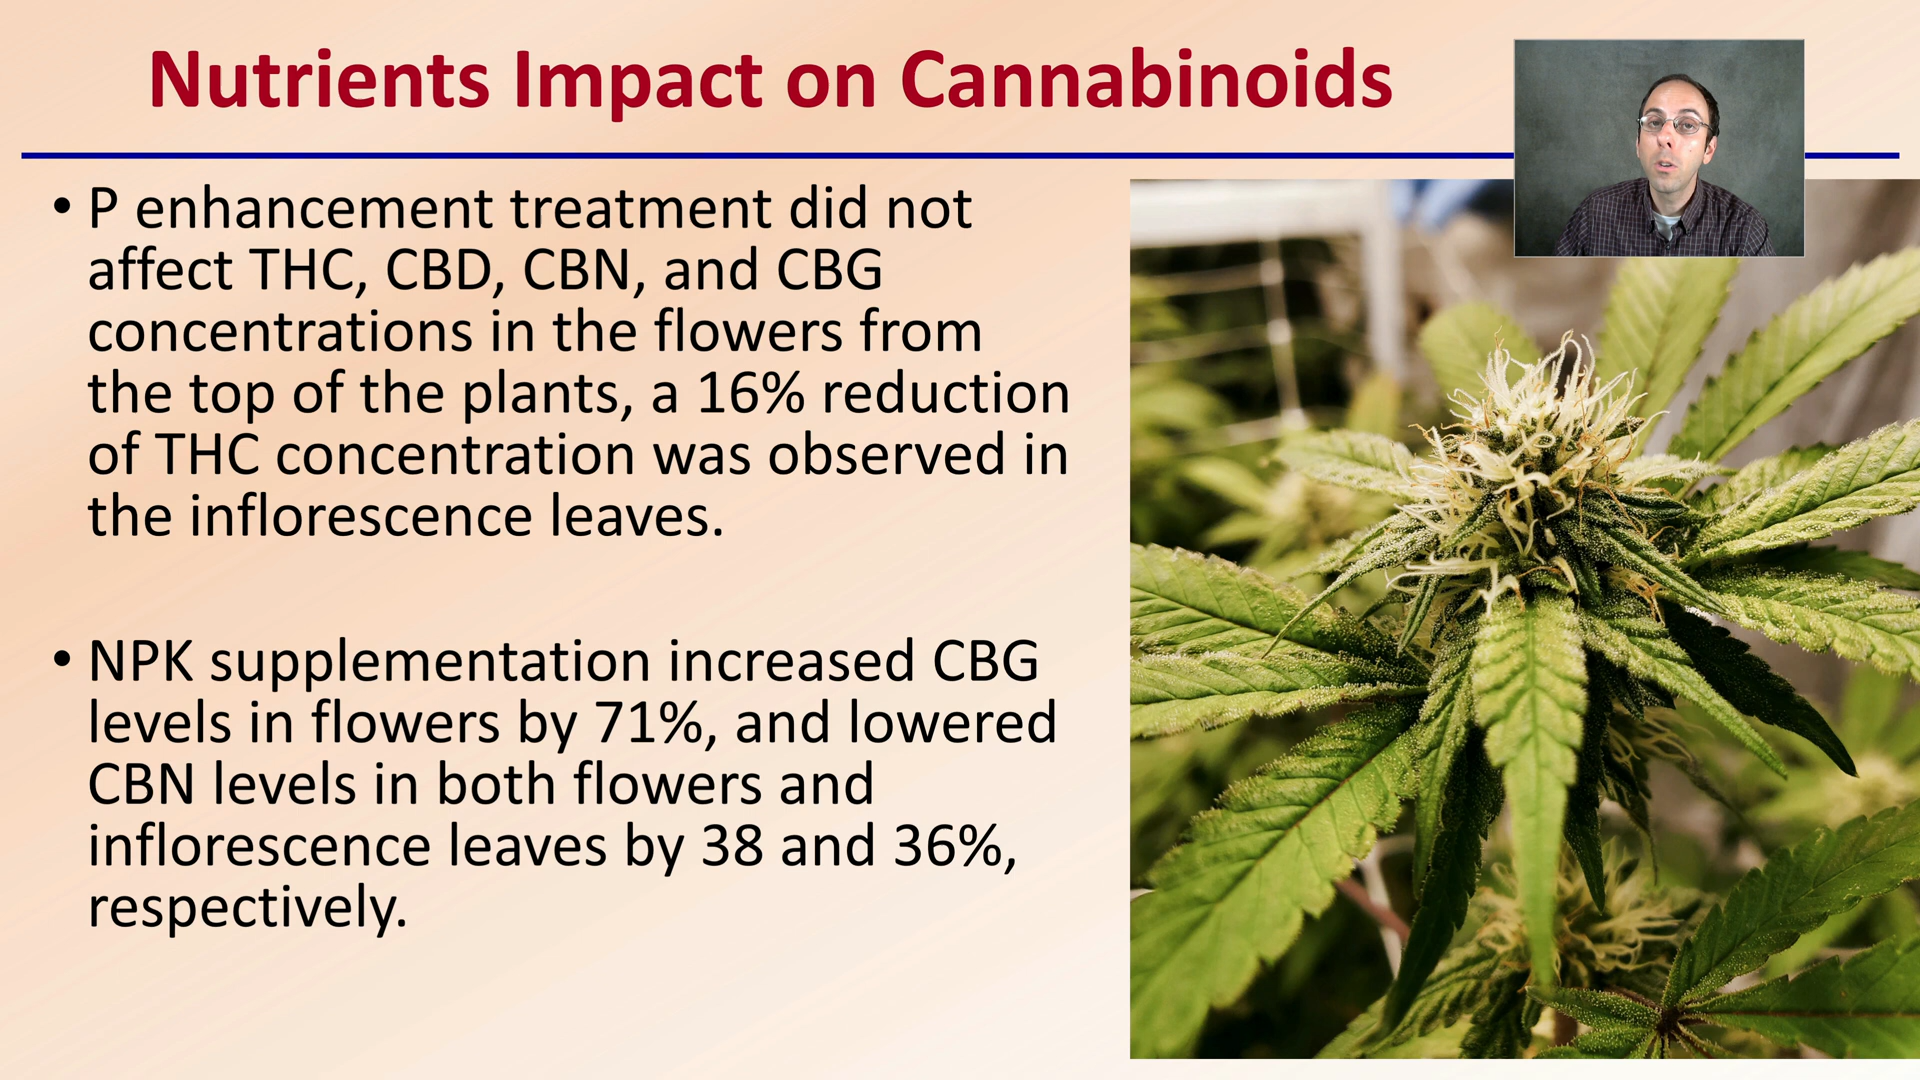 Nutrients Impact on Cannabinoids
• P enhancement treatment did not
affect THC, CBD, CBN, and CBG
concentrations in the flowers from
the top of the plants, a 16% reduction
of THC concentration was observed in
the inflorescence leaves.
• NPK supplementation increased CBG
levels in flowers by 71%, and lowered
CBN levels in both flowers and
inflorescence leaves by 38 and 36%,
respectively.